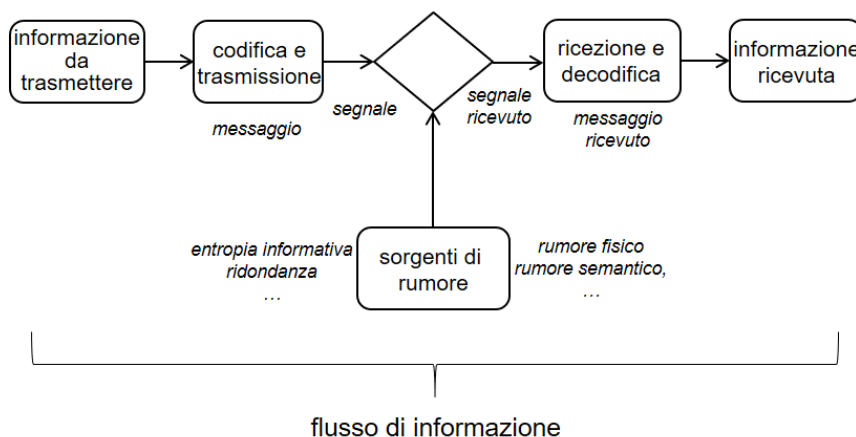 informazione
da
trasmettere
codifica e
trasmissione
messaggio
segnale
segnale
ricevuto
ricezione e
decodifica
messaggio
ricevuto
informazione
ricevuta
entropia informativa
ridondanza
…
sorgenti di
rumore
rumore fisico
rumore semantico,
…
flusso di informazione